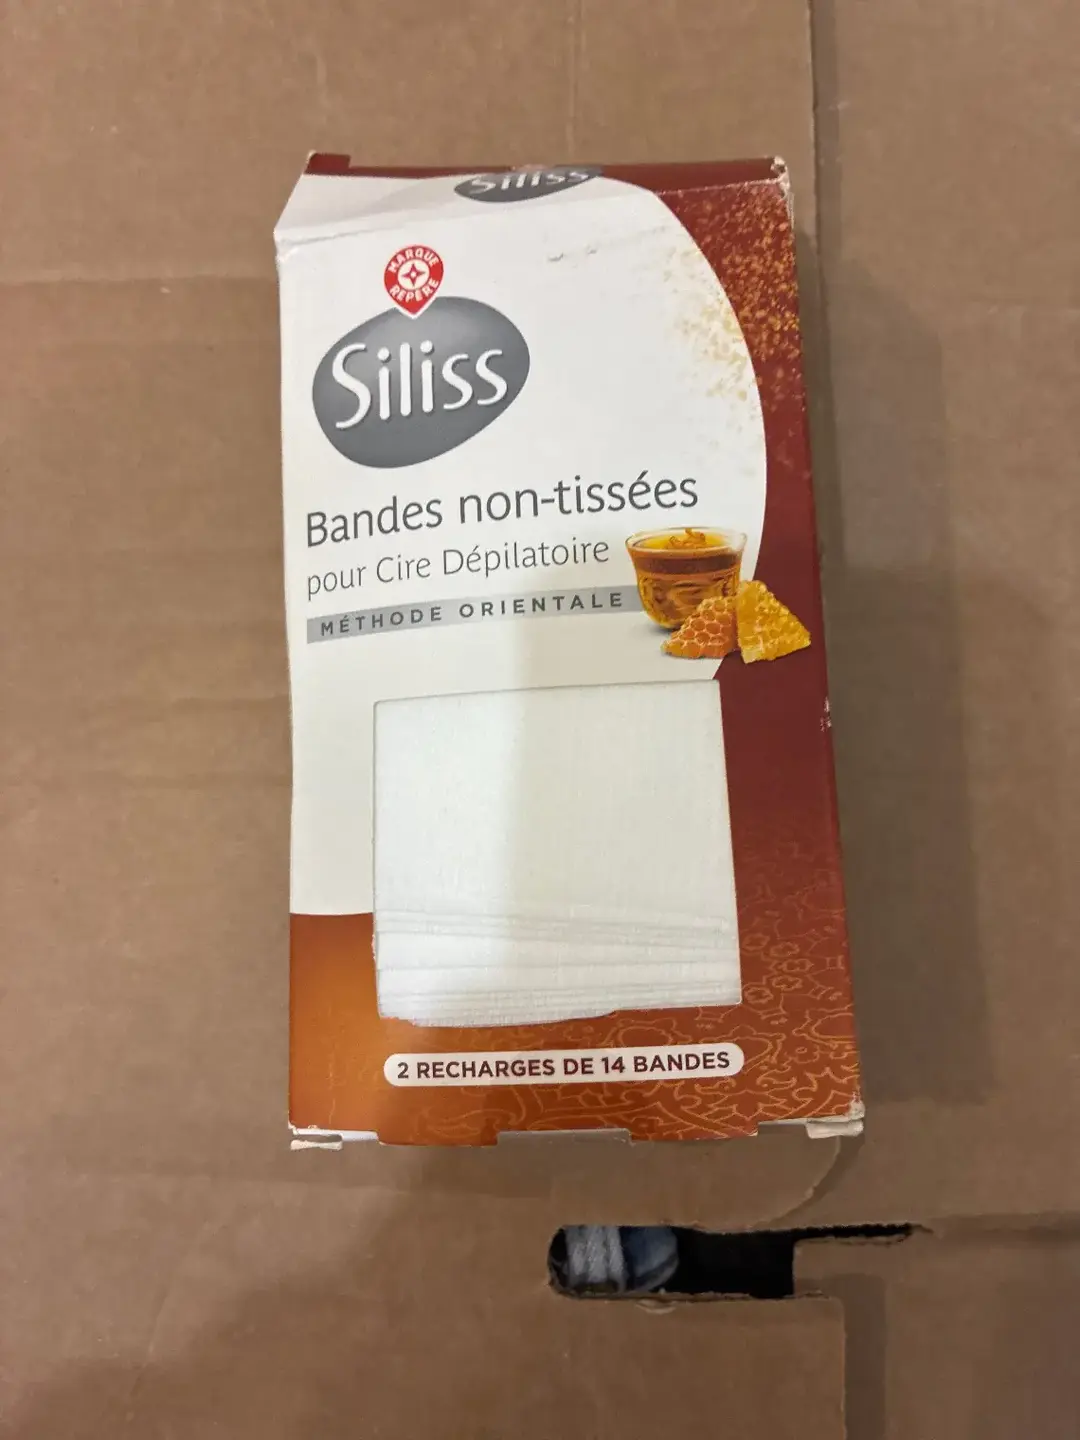 Siliss
MARQUE
REPÈRE
Siliss
Bandes non-tissées
pour Cire Dépilatoire
MÉTHODE ORIENTALE
2 RECHARGES DE 14 BANDES